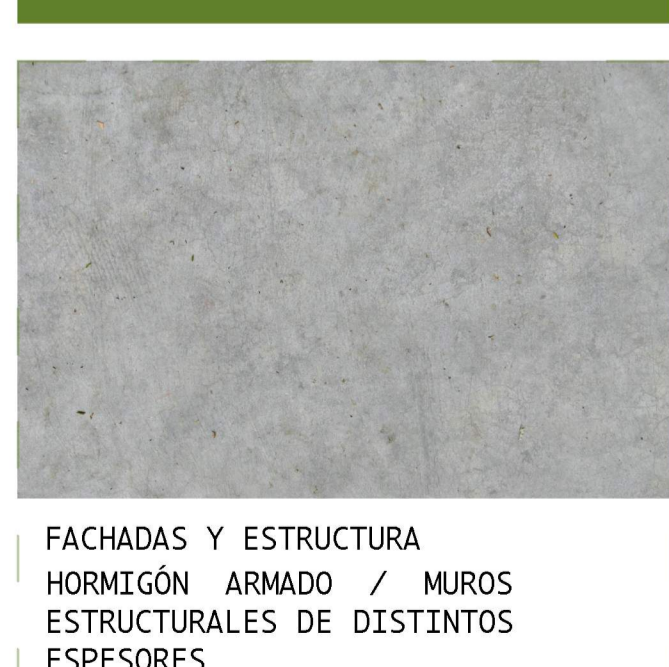 FACHADAS Y ESTRUCTURA
HORMIGÓN ARMADO / MUROS
ESTRUCTURALES DE DISTINTOS
ESPESORES